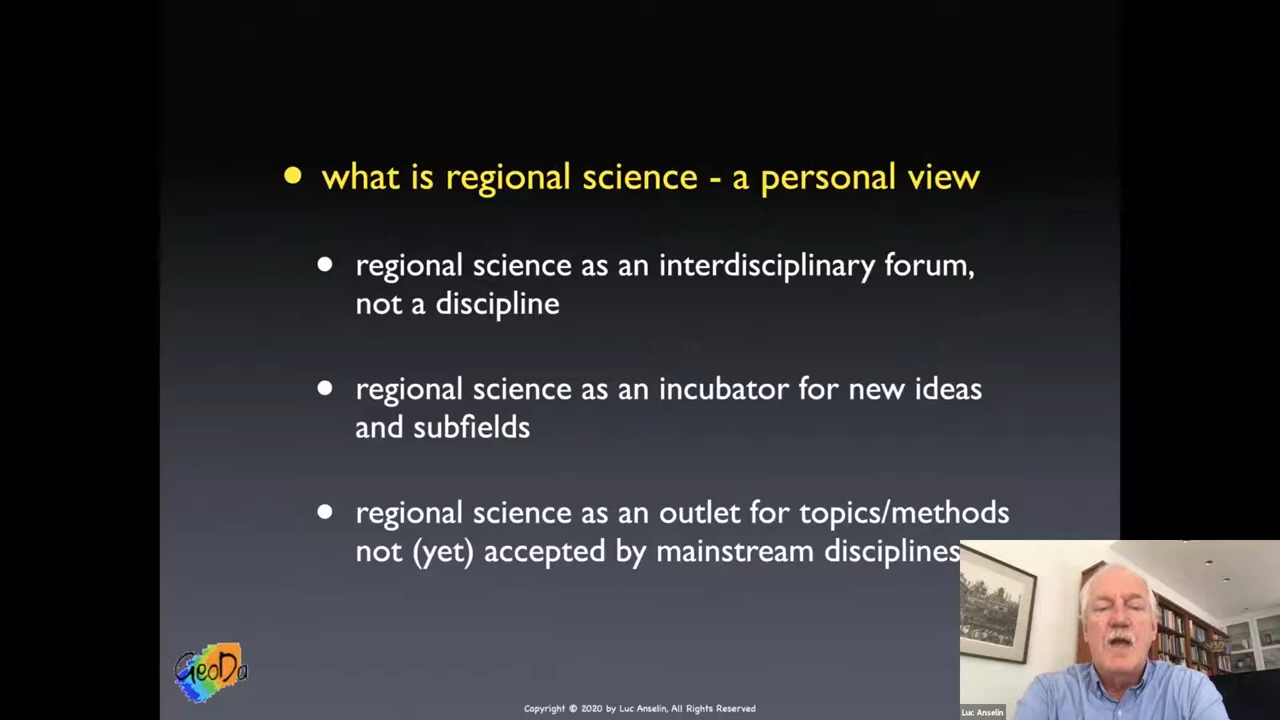 what is regional science - a personal view
regional science as an interdisciplinary forum,
not a discipline
regional science as an incubator for new ideas
and subfields
regional science as an outlet for topics/methods
not (yet) accepted by mainstream disciplines
GeoDa
Copyright © 2020 by Luc Anselin, All Rights Reserved
Luc Anselin